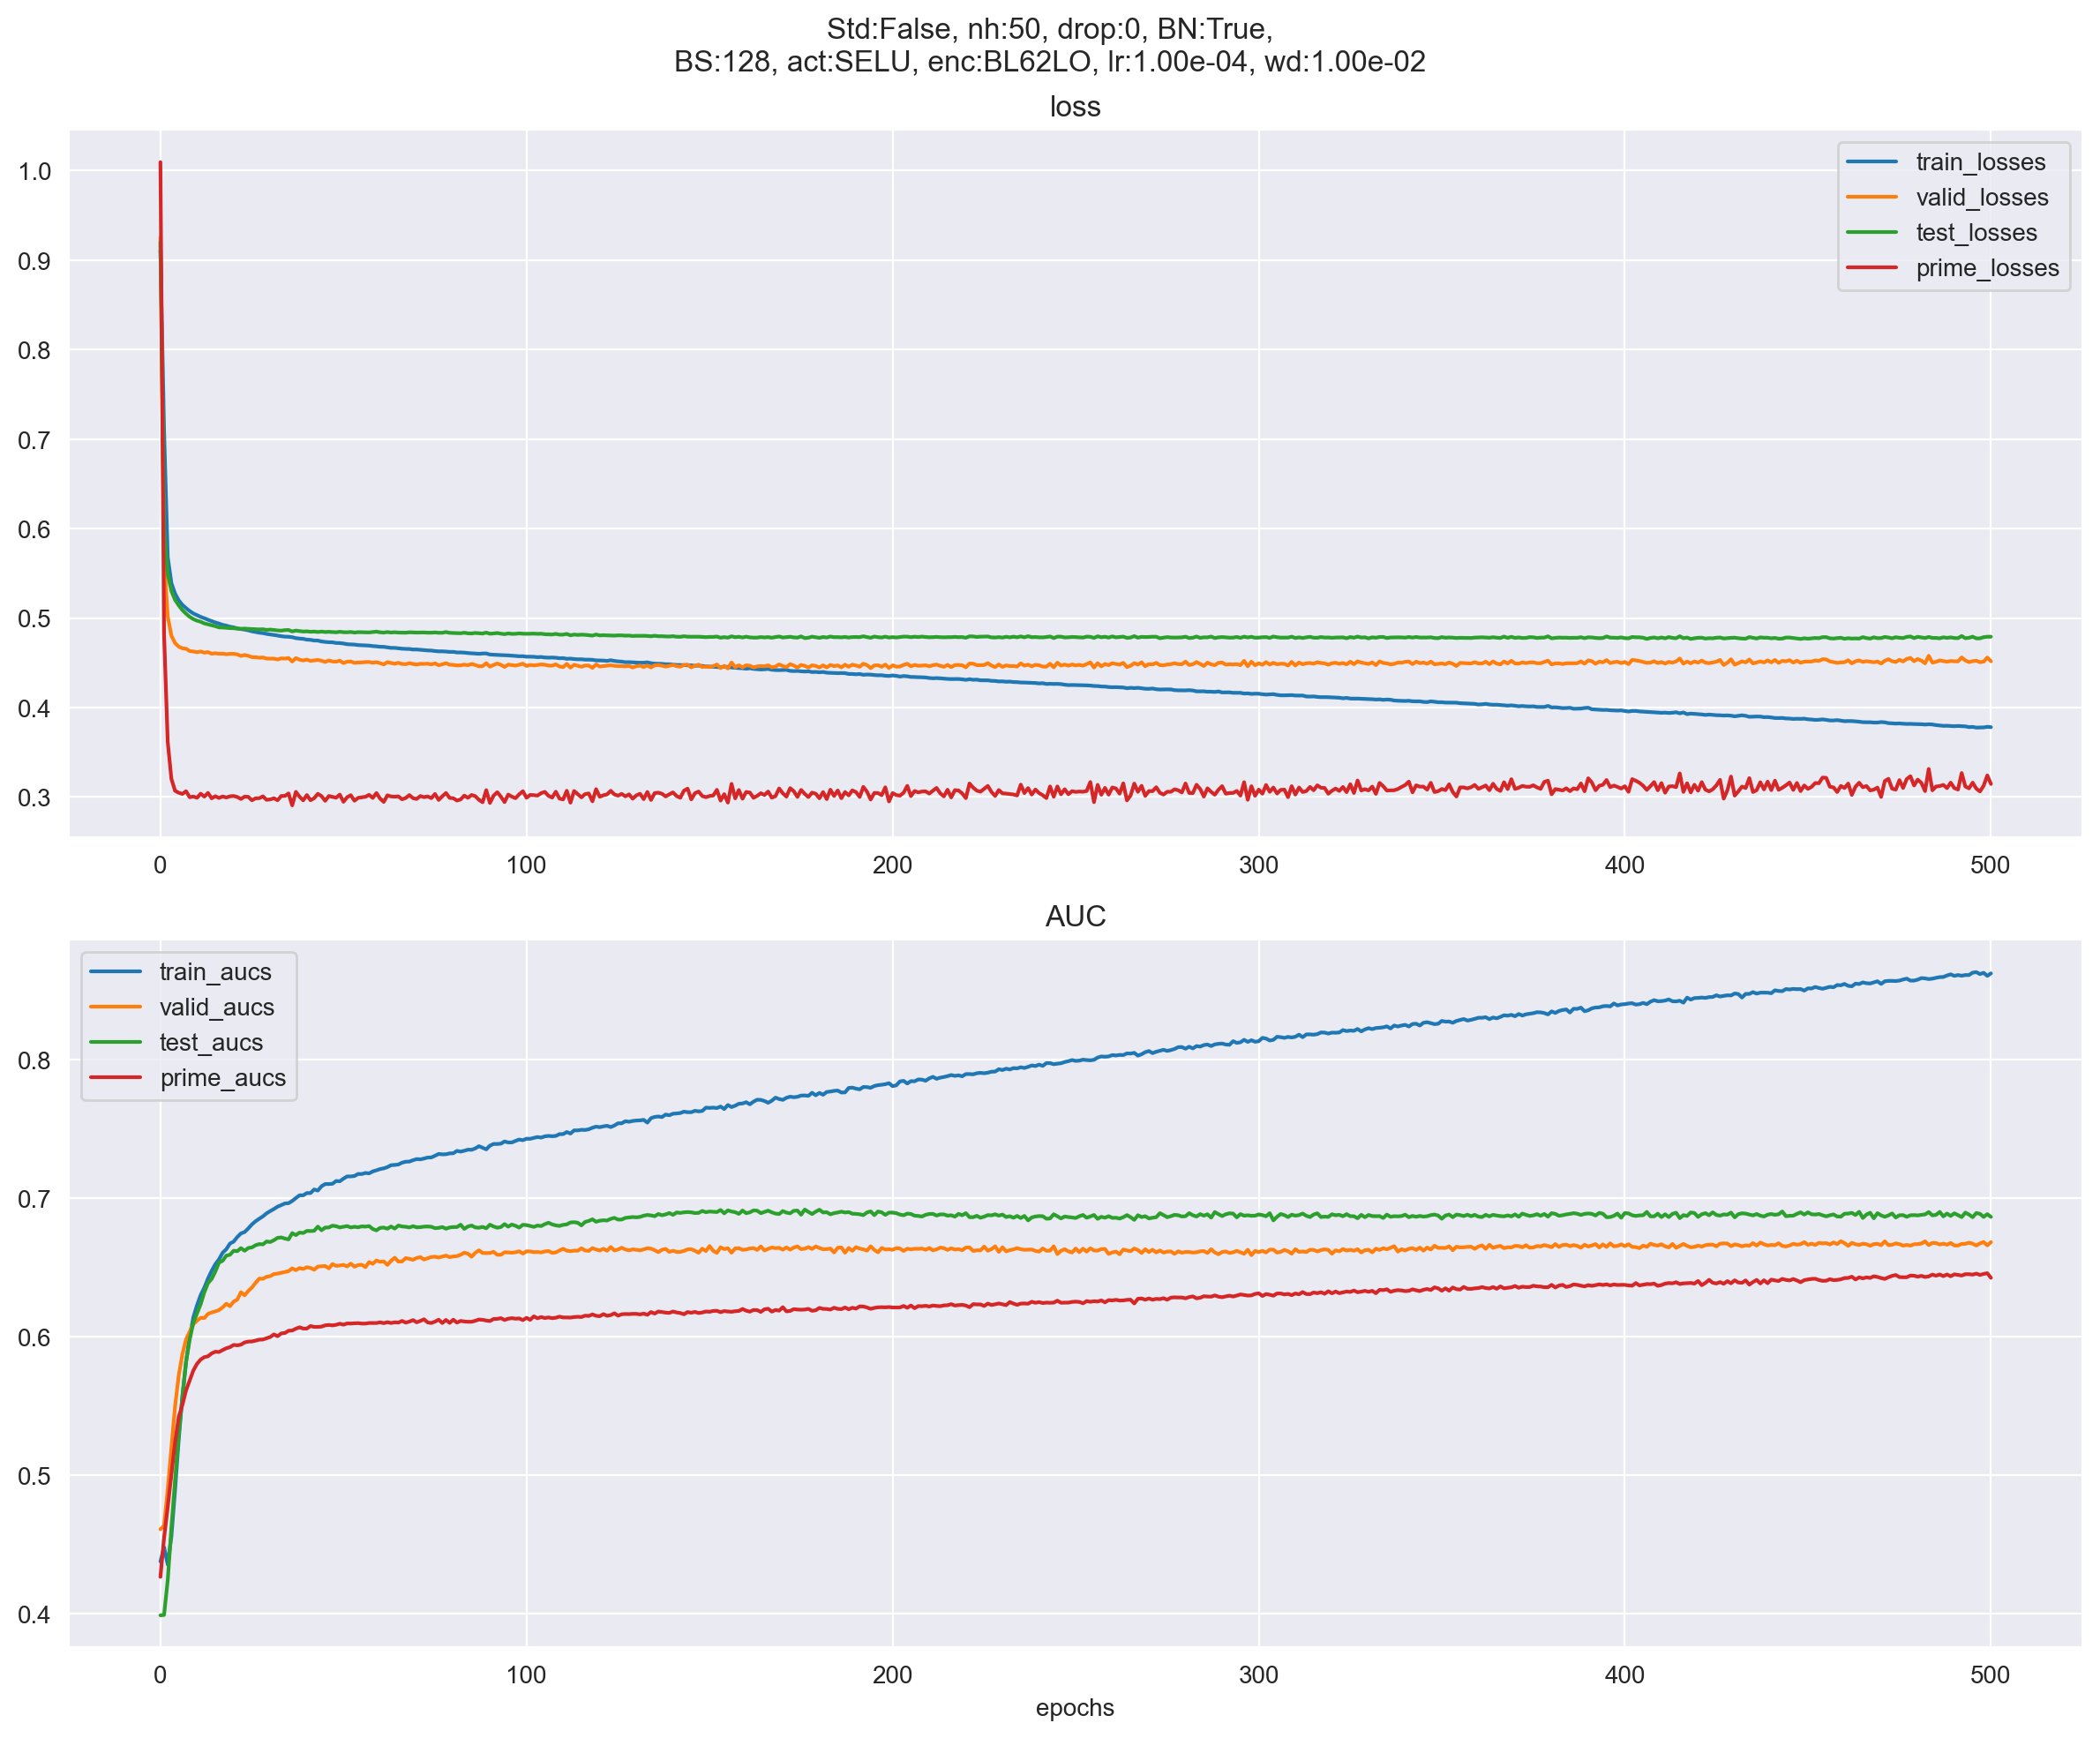 Std:False, nh:50, drop:0, BN:True,
BS:128, act:SELU, enc:BL62LO, lr:1.00e-04, wd:1.00e-02
loss
1.0
0.9
0.8
0.7
0.6
0.5
0.4
0.3
train_losses
valid_losses
test_losses
prime_losses
0 100 200 300 400 500
AUC
train_aucs
valid_aucs
test_aucs
prime_aucs
0.8
0.7
0.6
0.5
0.4
0 100 200 300 400 500
epochs